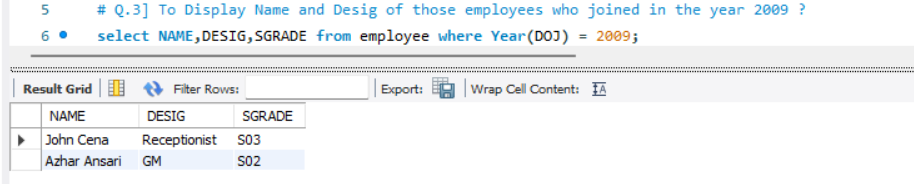 5 # Q.3] To Display Name and Desig of those employees who joined in the year 2009 ?
6 select NAME,DESIG,SGRADE from employee where Year(DOJ) = 2009;
Result Grid Filter Rows: Export: Wrap Cell Content: IA
NAME DESIG SGRADE
John Cena Receptionist S03
Azhar Ansari GM S02